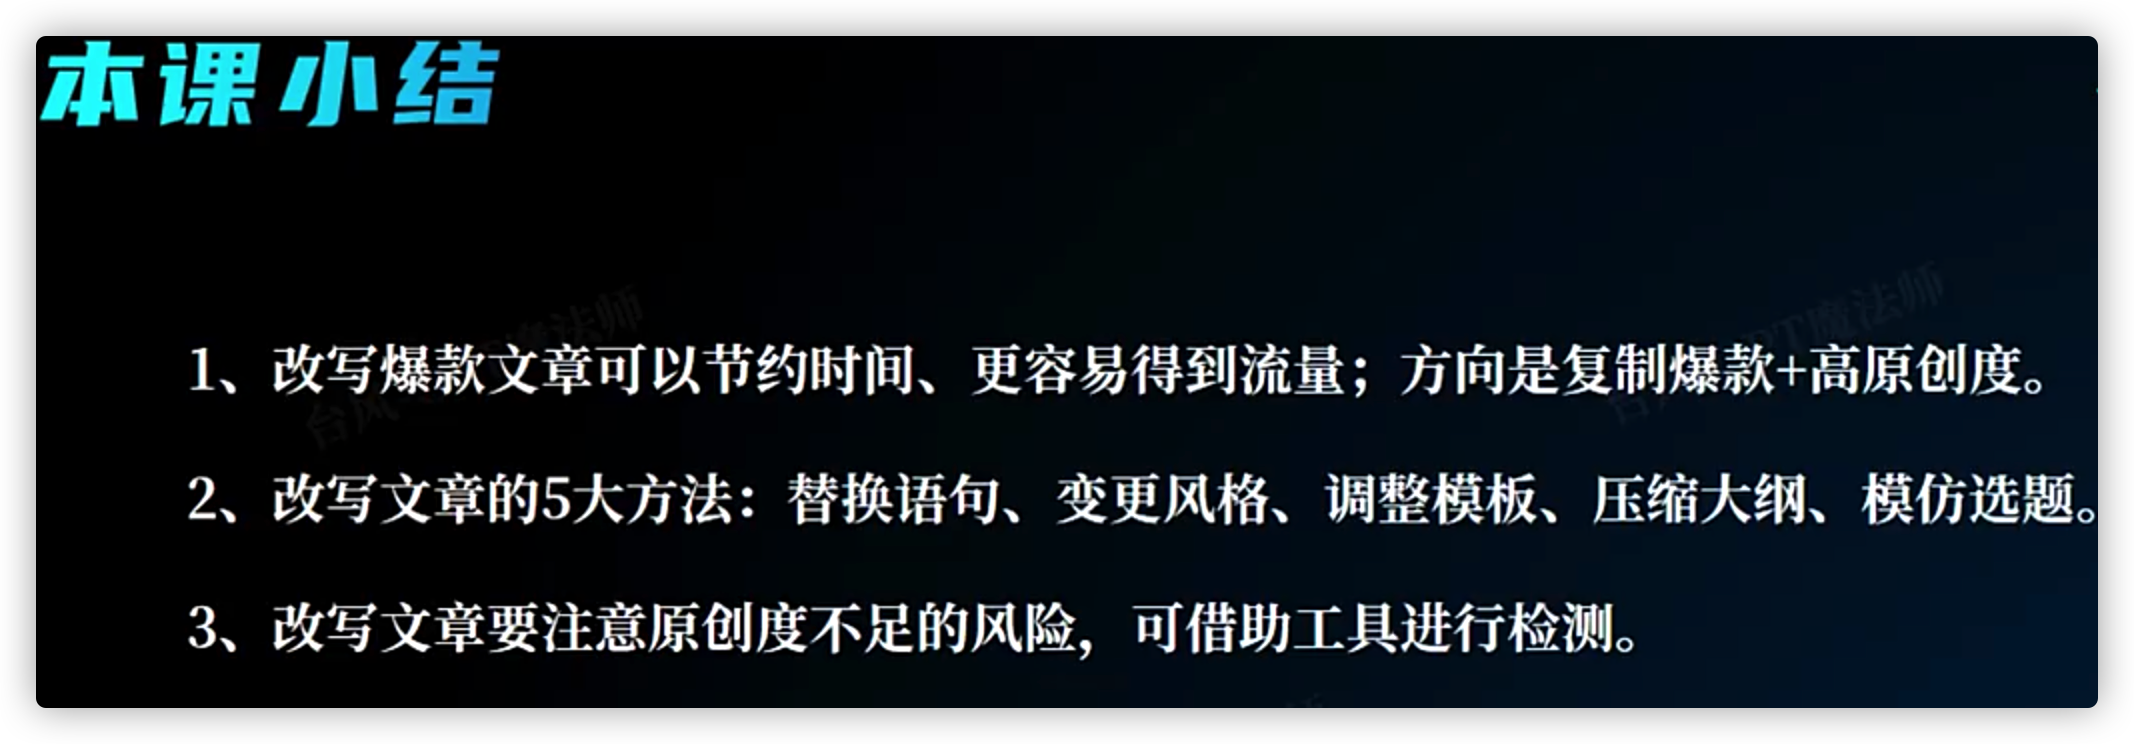 本课小结
1、改写爆款文章可以节约时间、更容易得到流量；方向是复制爆款+高原创度。
2、改写文章的5大方法：替换语句、变更风格、调整模板、压缩大纲、模仿选题。
3、改写文章要注意原创度不足的风险，可借助工具进行检测。